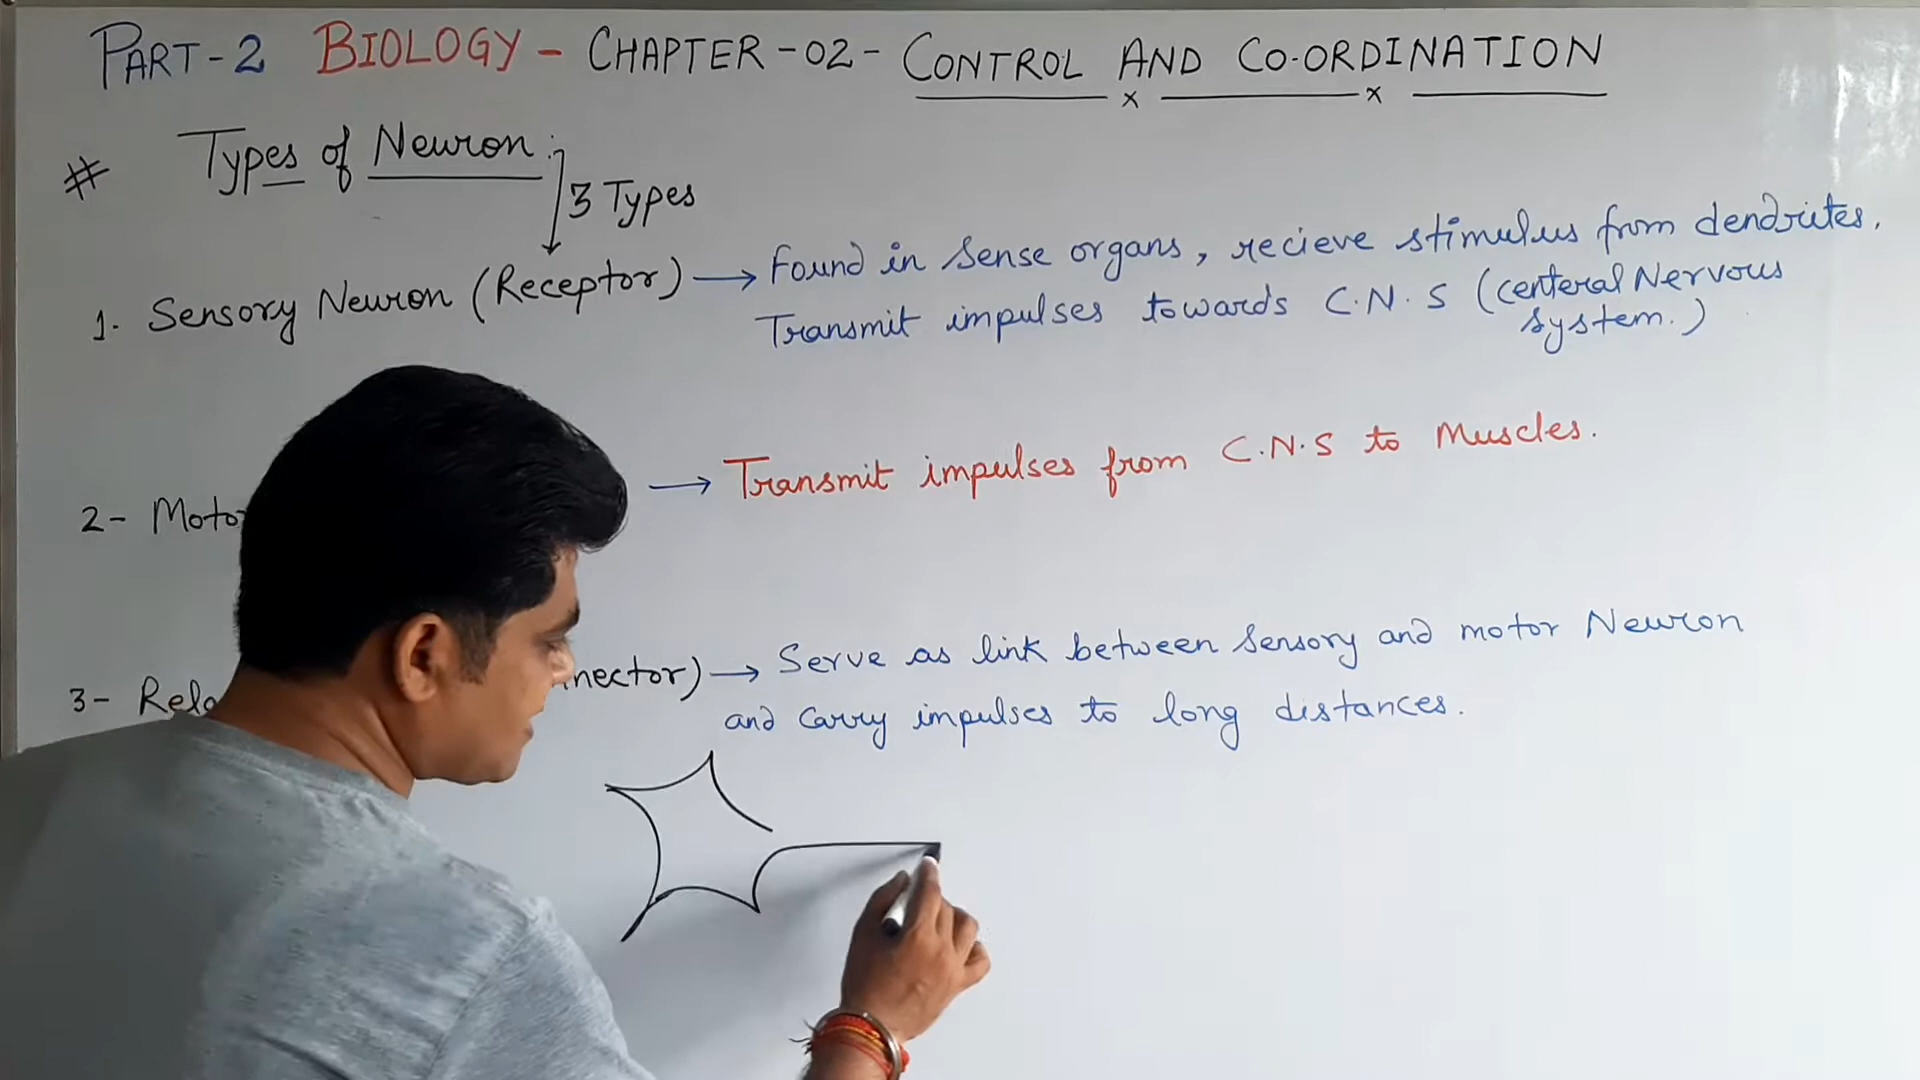 PART-2 BIOLOGY - CHAPTER-02- CONTROL AND CO-ORDINATION
# Types of Neuron :-
3 Types
1. Sensory Neuron (Receptor) → Found in sense organs, recieve stimulus from dendrites.
Transmit impulses towards C.N.S (centeral Nervous
system.)
2- Motor → Transmit impulses from C.N.S to Muscles.
3- Rela nector) → Serve as link between sensory and motor Neuron
and carry impulses to long distances.